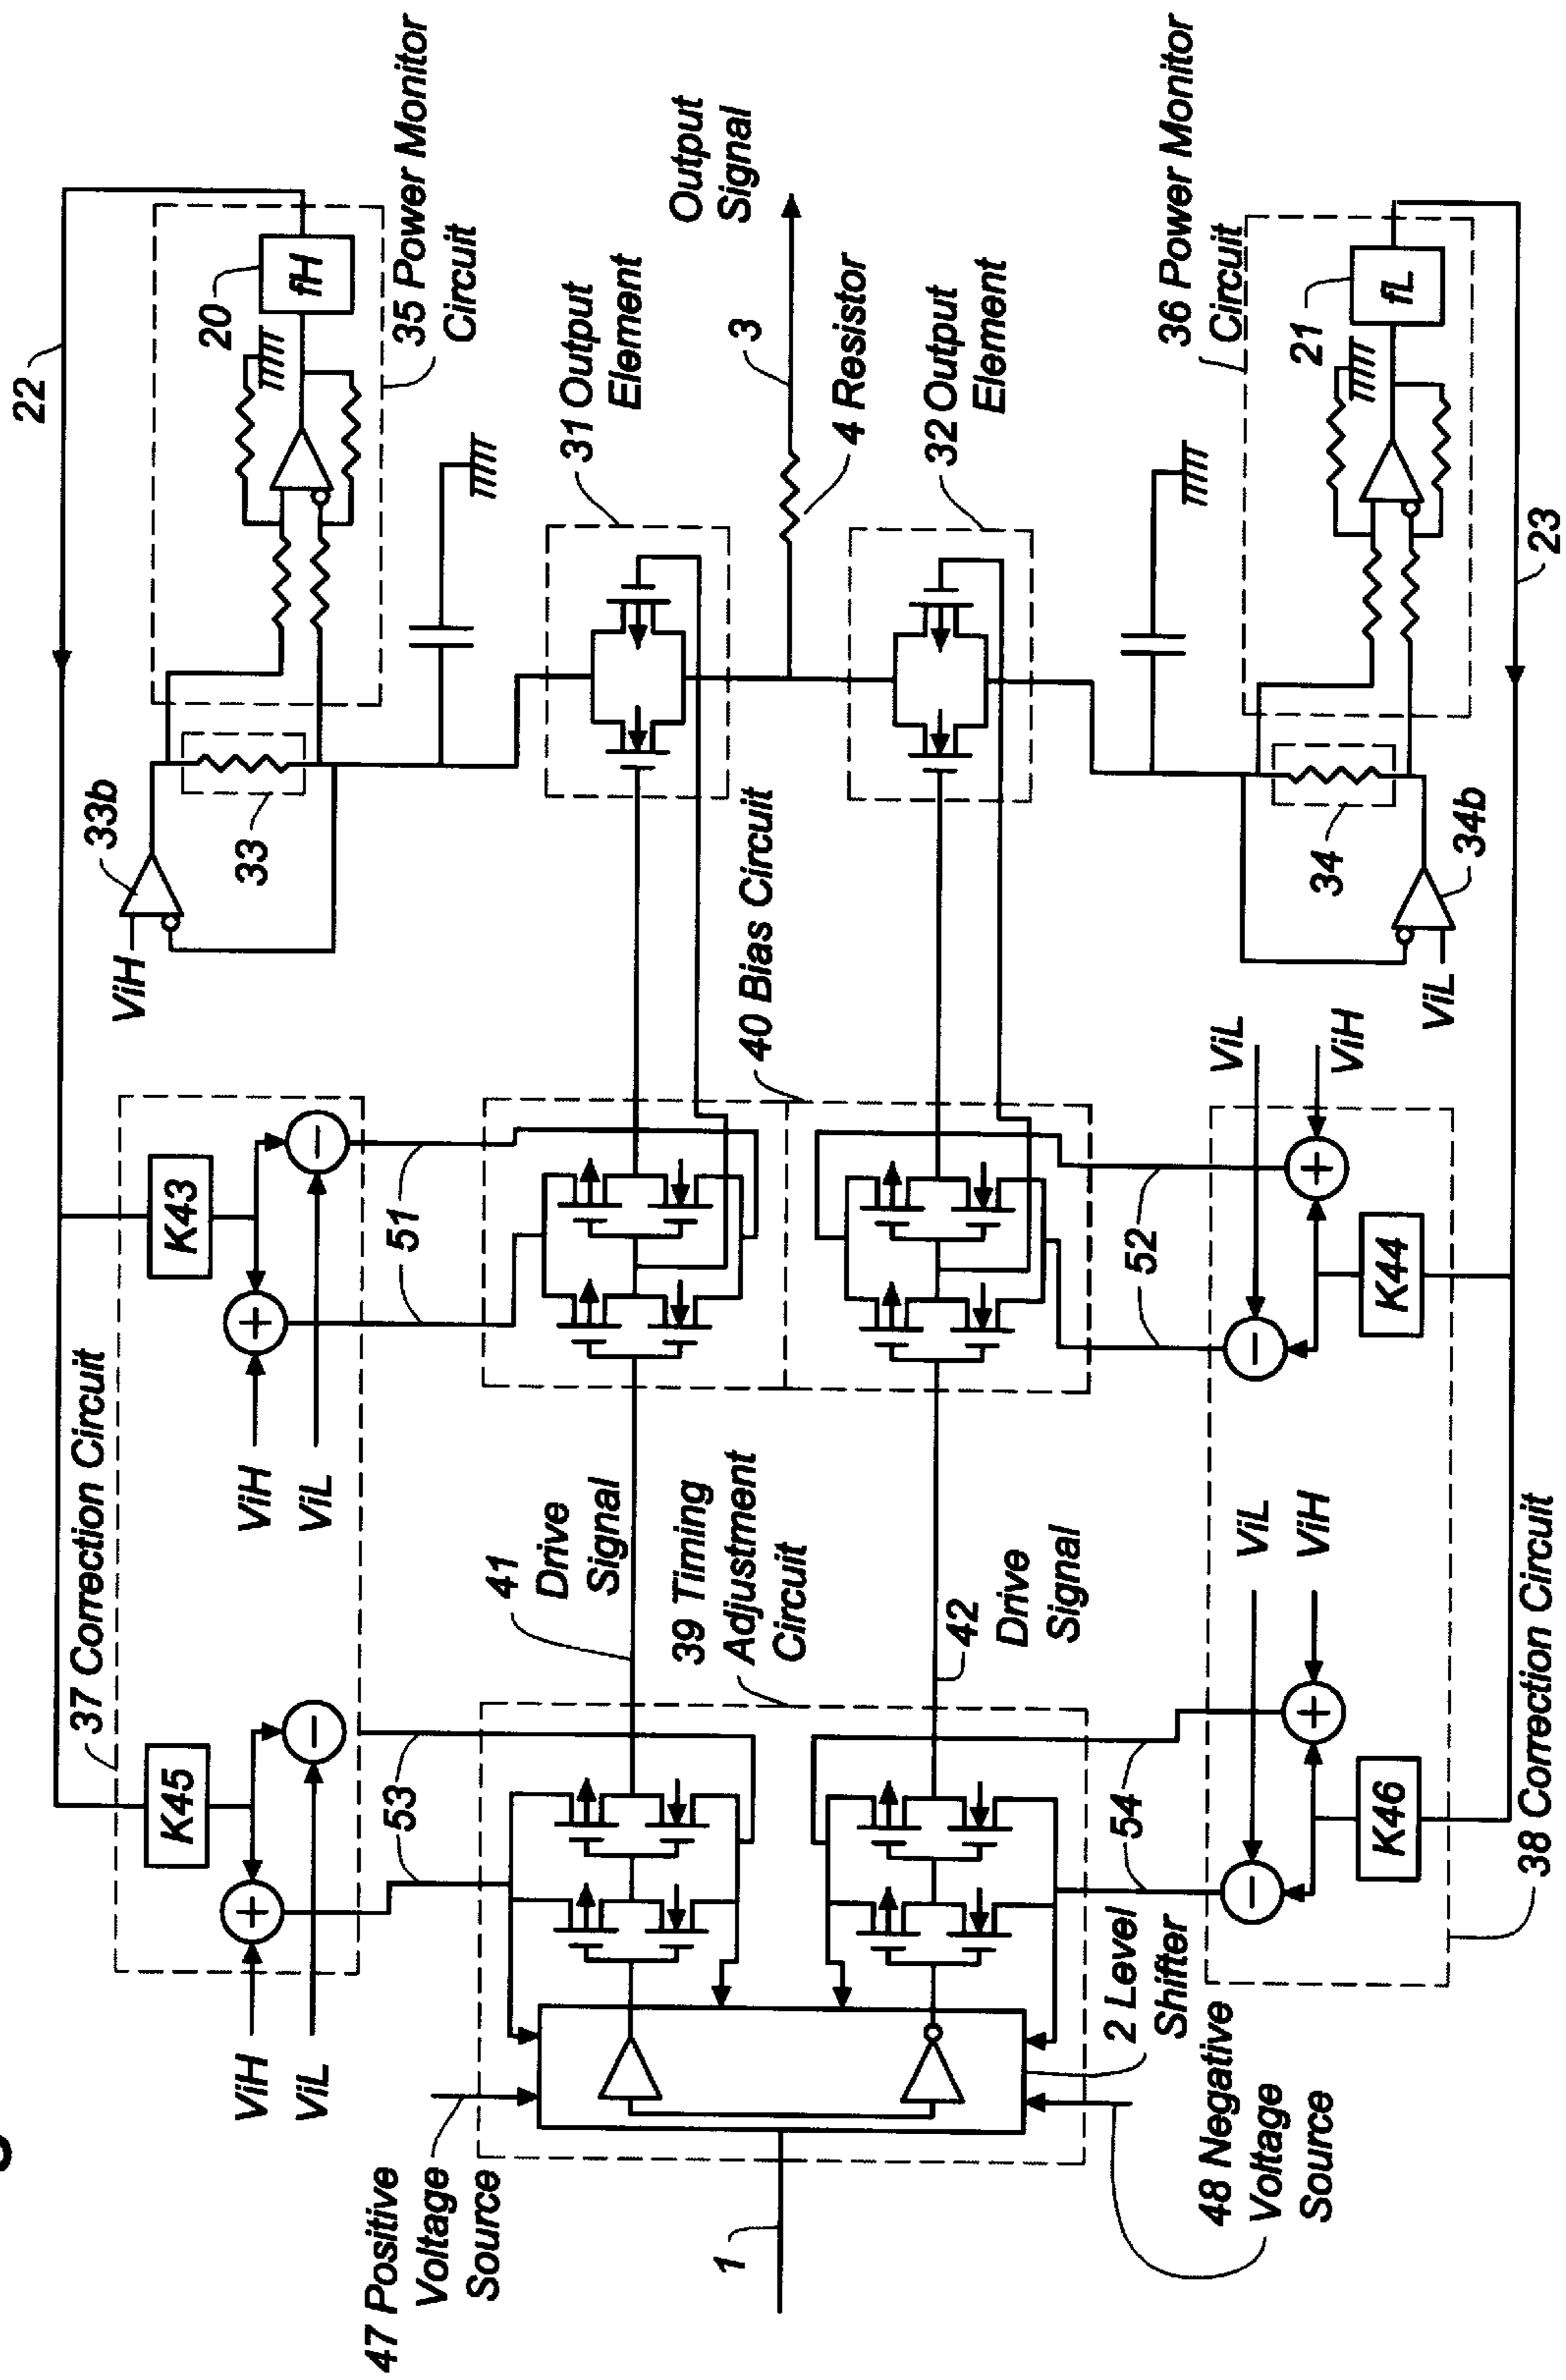 22
37 Correction Circuit
K45
K43
ViH
ViL
ViH
ViL
53
51
ViH
33b
33
20
fH
35 Power Monitor
Circuit
47 Positive
Voltage
Source
41
Drive
Signal
39 Timing
Adjustment
Circuit
40 Bias Circuit
31 Output
Element
Output
Signal
3
4 Resistor
1
42
Drive
Signal
32 Output
Element
2 Level
Shifter
48 Negative
Voltage
Source
54
52
ViL
ViH
ViL
ViH
K46
K44
38 Correction Circuit
34
34b
ViL
36 Power Monitor
Circuit
21
fL
23